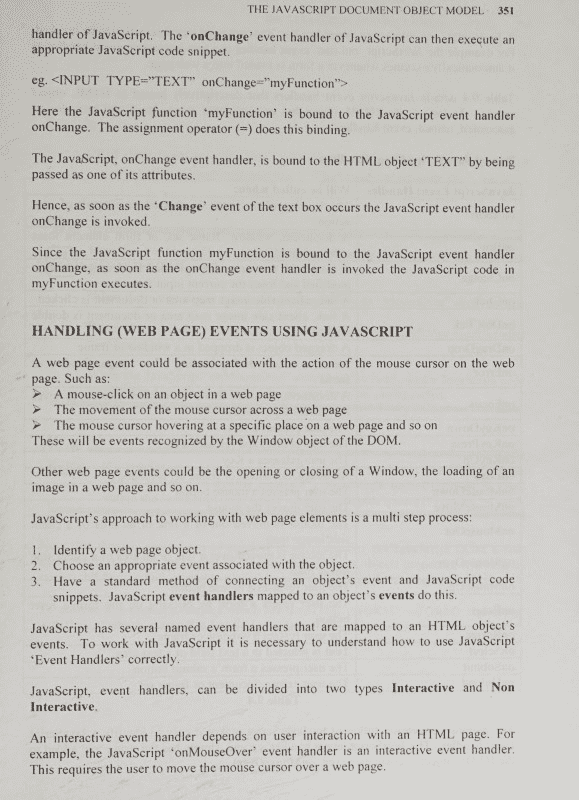 THE JAVASCRIPT DOCUMENT OBJECT MODEL 351
handler of JavaScript. The 'onChange' event handler of JavaScript can then execute an
appropriate JavaScript code snippet.
eg. <INPUT TYPE="TEXT" onChange="myFunction">
Here the JavaScript function 'myFunction' is bound to the JavaScript event handler
onChange. The assignment operator (=) does this binding.
The JavaScript, onChange event handler, is bound to the HTML object 'TEXT" by being
passed as one of its attributes.
Hence, as soon as the 'Change' event of the text box occurs the JavaScript event handler
onChange is invoked.
Since the JavaScript function myFunction is bound to the JavaScript event handler
onChange, as soon as the onChange event handler is invoked the JavaScript code in
myFunction executes.
HANDLING (WEB PAGE) EVENTS USING JAVASCRIPT
A web page event could be associated with the action of the mouse cursor on the web
page. Such as:
➢ A mouse-click on an object in a web page
➢ The movement of the mouse cursor across a web page
➢ The mouse cursor hovering at a specific place on a web page and so on
These will be events recognized by the Window object of the DOM.
Other web page events could be the opening or closing of a Window, the loading of an
image in a web page and so on.
JavaScript's approach to working with web page elements is a multi step process:
1. Identify a web page object.
2. Choose an appropriate event associated with the object.
3. Have a standard method of connecting an object's event and JavaScript code
snippets. JavaScript event handlers mapped to an object's events do this.
JavaScript has several named event handlers that are mapped to an HTML object's
events. To work with JavaScript it is necessary to understand how to use JavaScript
'Event Handlers' correctly.
JavaScript, event handlers, can be divided into two types Interactive and Non
Interactive.
An interactive event handler depends on user interaction with an HTML page. For
example, the JavaScript 'onMouseOver' event handler is an interactive event handler.
This requires the user to move the mouse cursor over a web page.